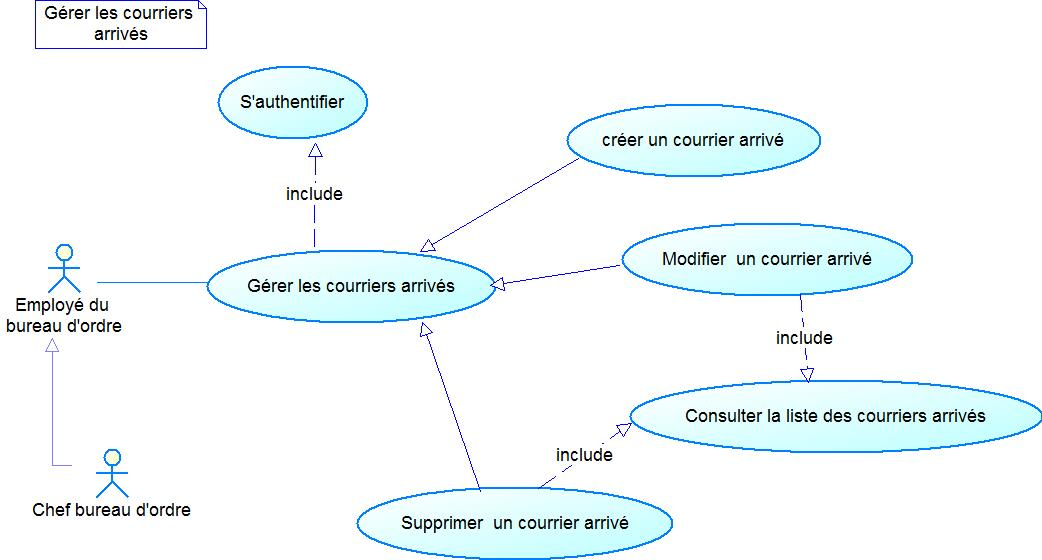 Gérer les courriers
arrivés
S'authentifier
créer un courrier arrivé
include
Modifier un courrier arrivé
Gérer les courriers arrivés
Employé du
bureau d'ordre
include
Consulter la liste des courriers arrivés
include
Chef bureau d'ordre
Supprimer un courrier arrivé